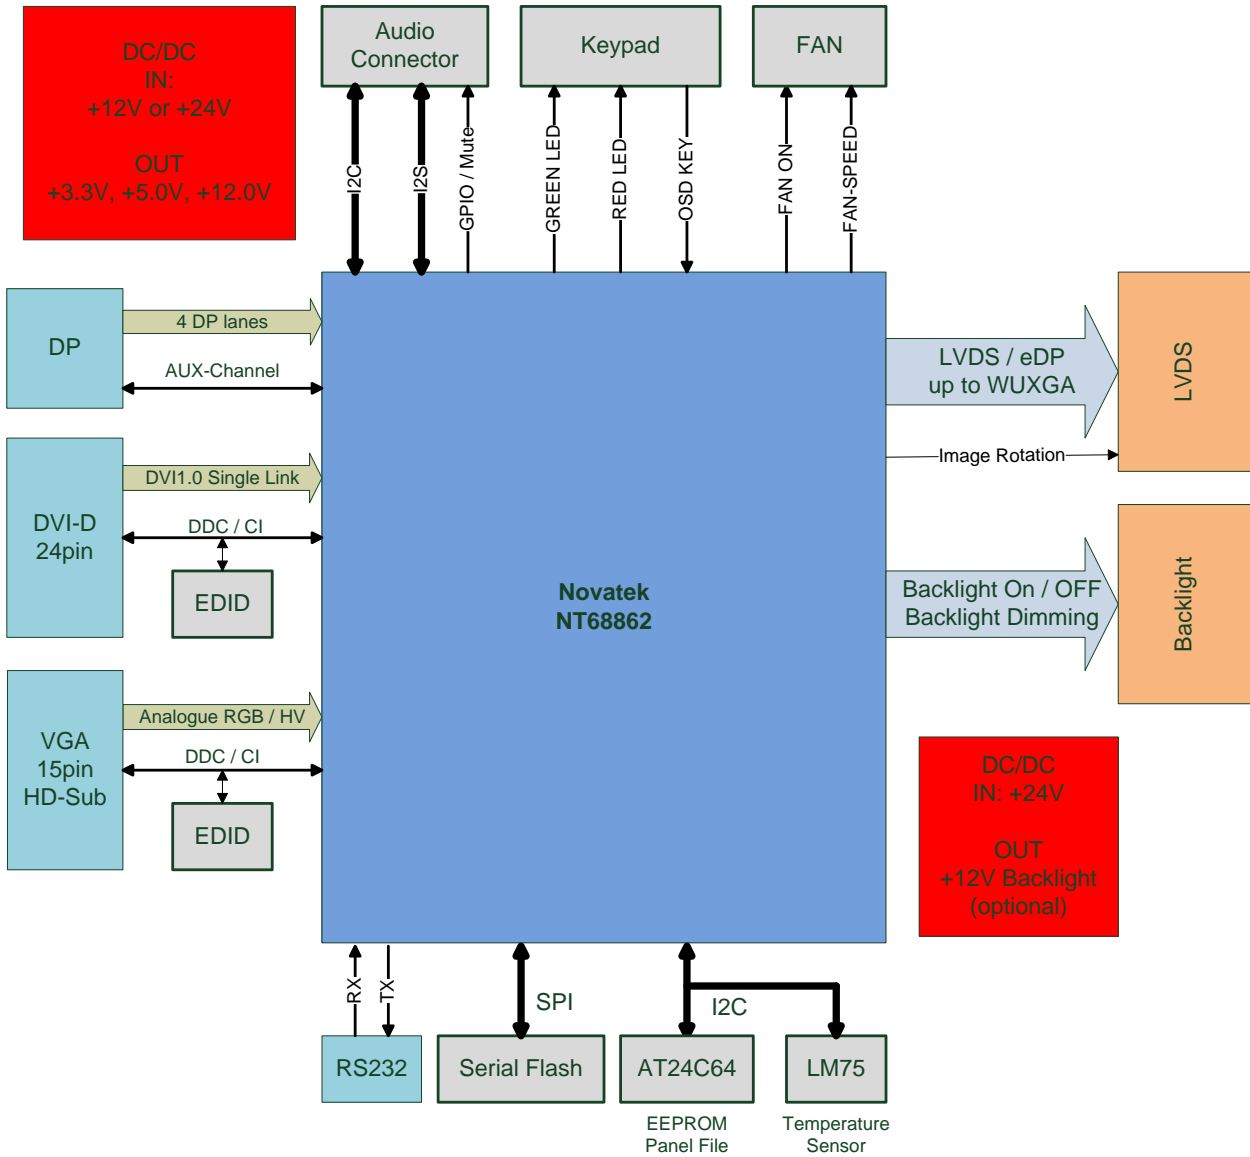 DC/DC
IN:
+12V or +24V
OUT
+3.3V, +5.0V, +12.0V
Audio
Connector
Keypad
FAN
I2C
I2S
GPIO / Mute
GREEN LED
RED LED
OSD KEY
FAN ON
FAN-SPEED
DP
4 DP lanes
AUX-Channel
DVI-D
24pin
DVI1.0 Single Link
DDC / CI
EDID
VGA
15pin
HD-Sub
Analogue RGB / HV
DDC / CI
EDID
Novatek
NT68862
LVDS / eDP
up to WUXGA
LVDS
Image Rotation
Backlight On / OFF
Backlight Dimming
Backlight
DC/DC
IN: +24V
OUT
+12V Backlight
(optional)
RX
TX
SPI
I2C
RS232
Serial Flash
AT24C64
LM75
EEPROM
Panel File
Temperature
Sensor